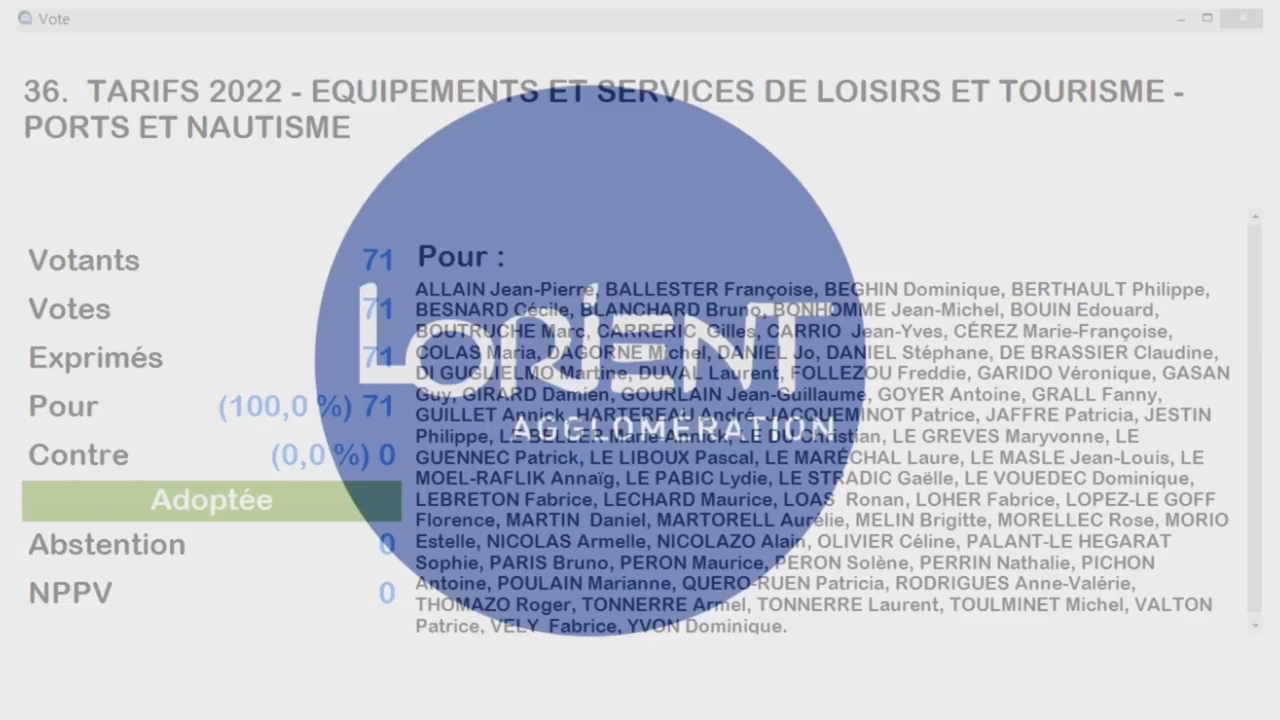 Vote
36. TARIFS 2022 - EQUIPEMENTS ET SERVICES DE LOISIRS ET TOURISME -
PORTS ET NAUTISME
Votants 71
Votes 71
Exprimés 71
Pour (100,0 %) 71
Contre (0,0 %) 0
Adoptée
Abstention 0
NPPV 0
Pour :
ALLAIN Jean-Pierre, BALLESTER Françoise, BEGHIN Dominique, BERTHAULT Philippe,
BESNARD Cécile, BLANCHARD Bruno, BONHOMME Jean-Michel, BOUIN Edouard,
BOUTRUCHE Marc, CARRERIC Gilles, CARRIO Jean-Yves, CÉREZ Marie-Françoise,
COLAS Maria, DAGORNE Michel, DANIEL Jo, DANIEL Stéphane, DE BRASSIER Claudine,
DI GUGLIELMO Martine, DUVAL Laurent, FOLLEZOU Freddie, GARIDO Véronique, GASAN
Guy, GIRARD Damien, GOURLAIN Jean-Guillaume, GOYER Antoine, GRALL Fanny,
GUILLET Annick, HARTEREAU André, JACQUEMINOT Patrice, JAFFRE Patricia, JESTIN
Philippe, LE BELLER Marie-Annick, LE DU Christian, LE GREVES Maryvonne, LE
GUENNEC Patrick, LE LIBOUX Pascal, LE MARÉCHAL Laure, LE MASLE Jean-Louis, LE
MOEL-RAFLIK Annaïg, LE PABIC Lydie, LE STRADIC Gaëlle, LE VOUEDEC Dominique,
LEBRETON Fabrice, LECHARD Maurice, LOAS Ronan, LOHER Fabrice, LOPEZ-LE GOFF
Florence, MARTIN Daniel, MARTORELL Aurélie, MELIN Brigitte, MORELLEC Rose, MORIO
Estelle, NICOLAS Armelle, NICOLAZO Alain, OLIVIER Céline, PALANT-LE HEGARAT
Sophie, PARIS Bruno, PERON Maurice, PERON Solène, PERRIN Nathalie, PICHON
Antoine, POULAIN Marianne, QUERO-RUEN Patricia, RODRIGUES Anne-Valérie,
THOMAZO Roger, TONNERRE Armel, TONNERRE Laurent, TOULMINET Michel, VALTON
Patrice, VELY Fabrice, YVON Dominique.
LORIENT
AGGLOMÉRATION